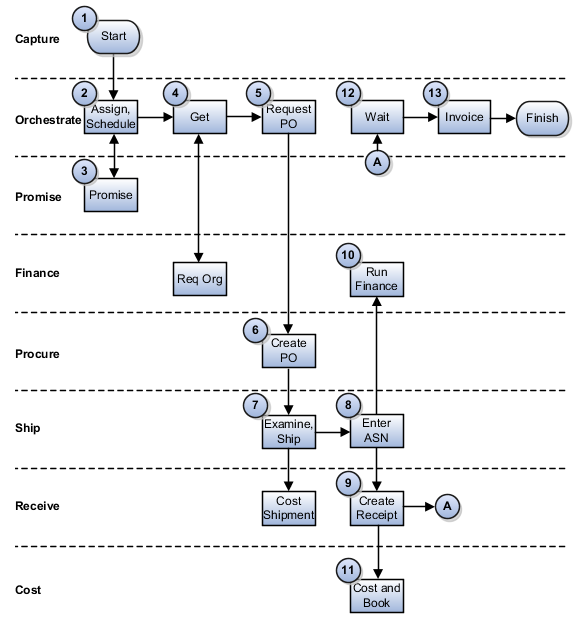 1
Capture
Start
2
4
5
12
13
Orchestrate
Assign,
Schedule
Get
Request
PO
Wait
Invoice
Finish
A
3
Promise
Promise
10
Finance
Req Org
Run
Finance
6
Procure
Create
PO
7
8
Ship
Examine,
Ship
Enter
ASN
9
Receive
Cost
Shipment
Create
Receipt
A
11
Cost
Cost and
Book